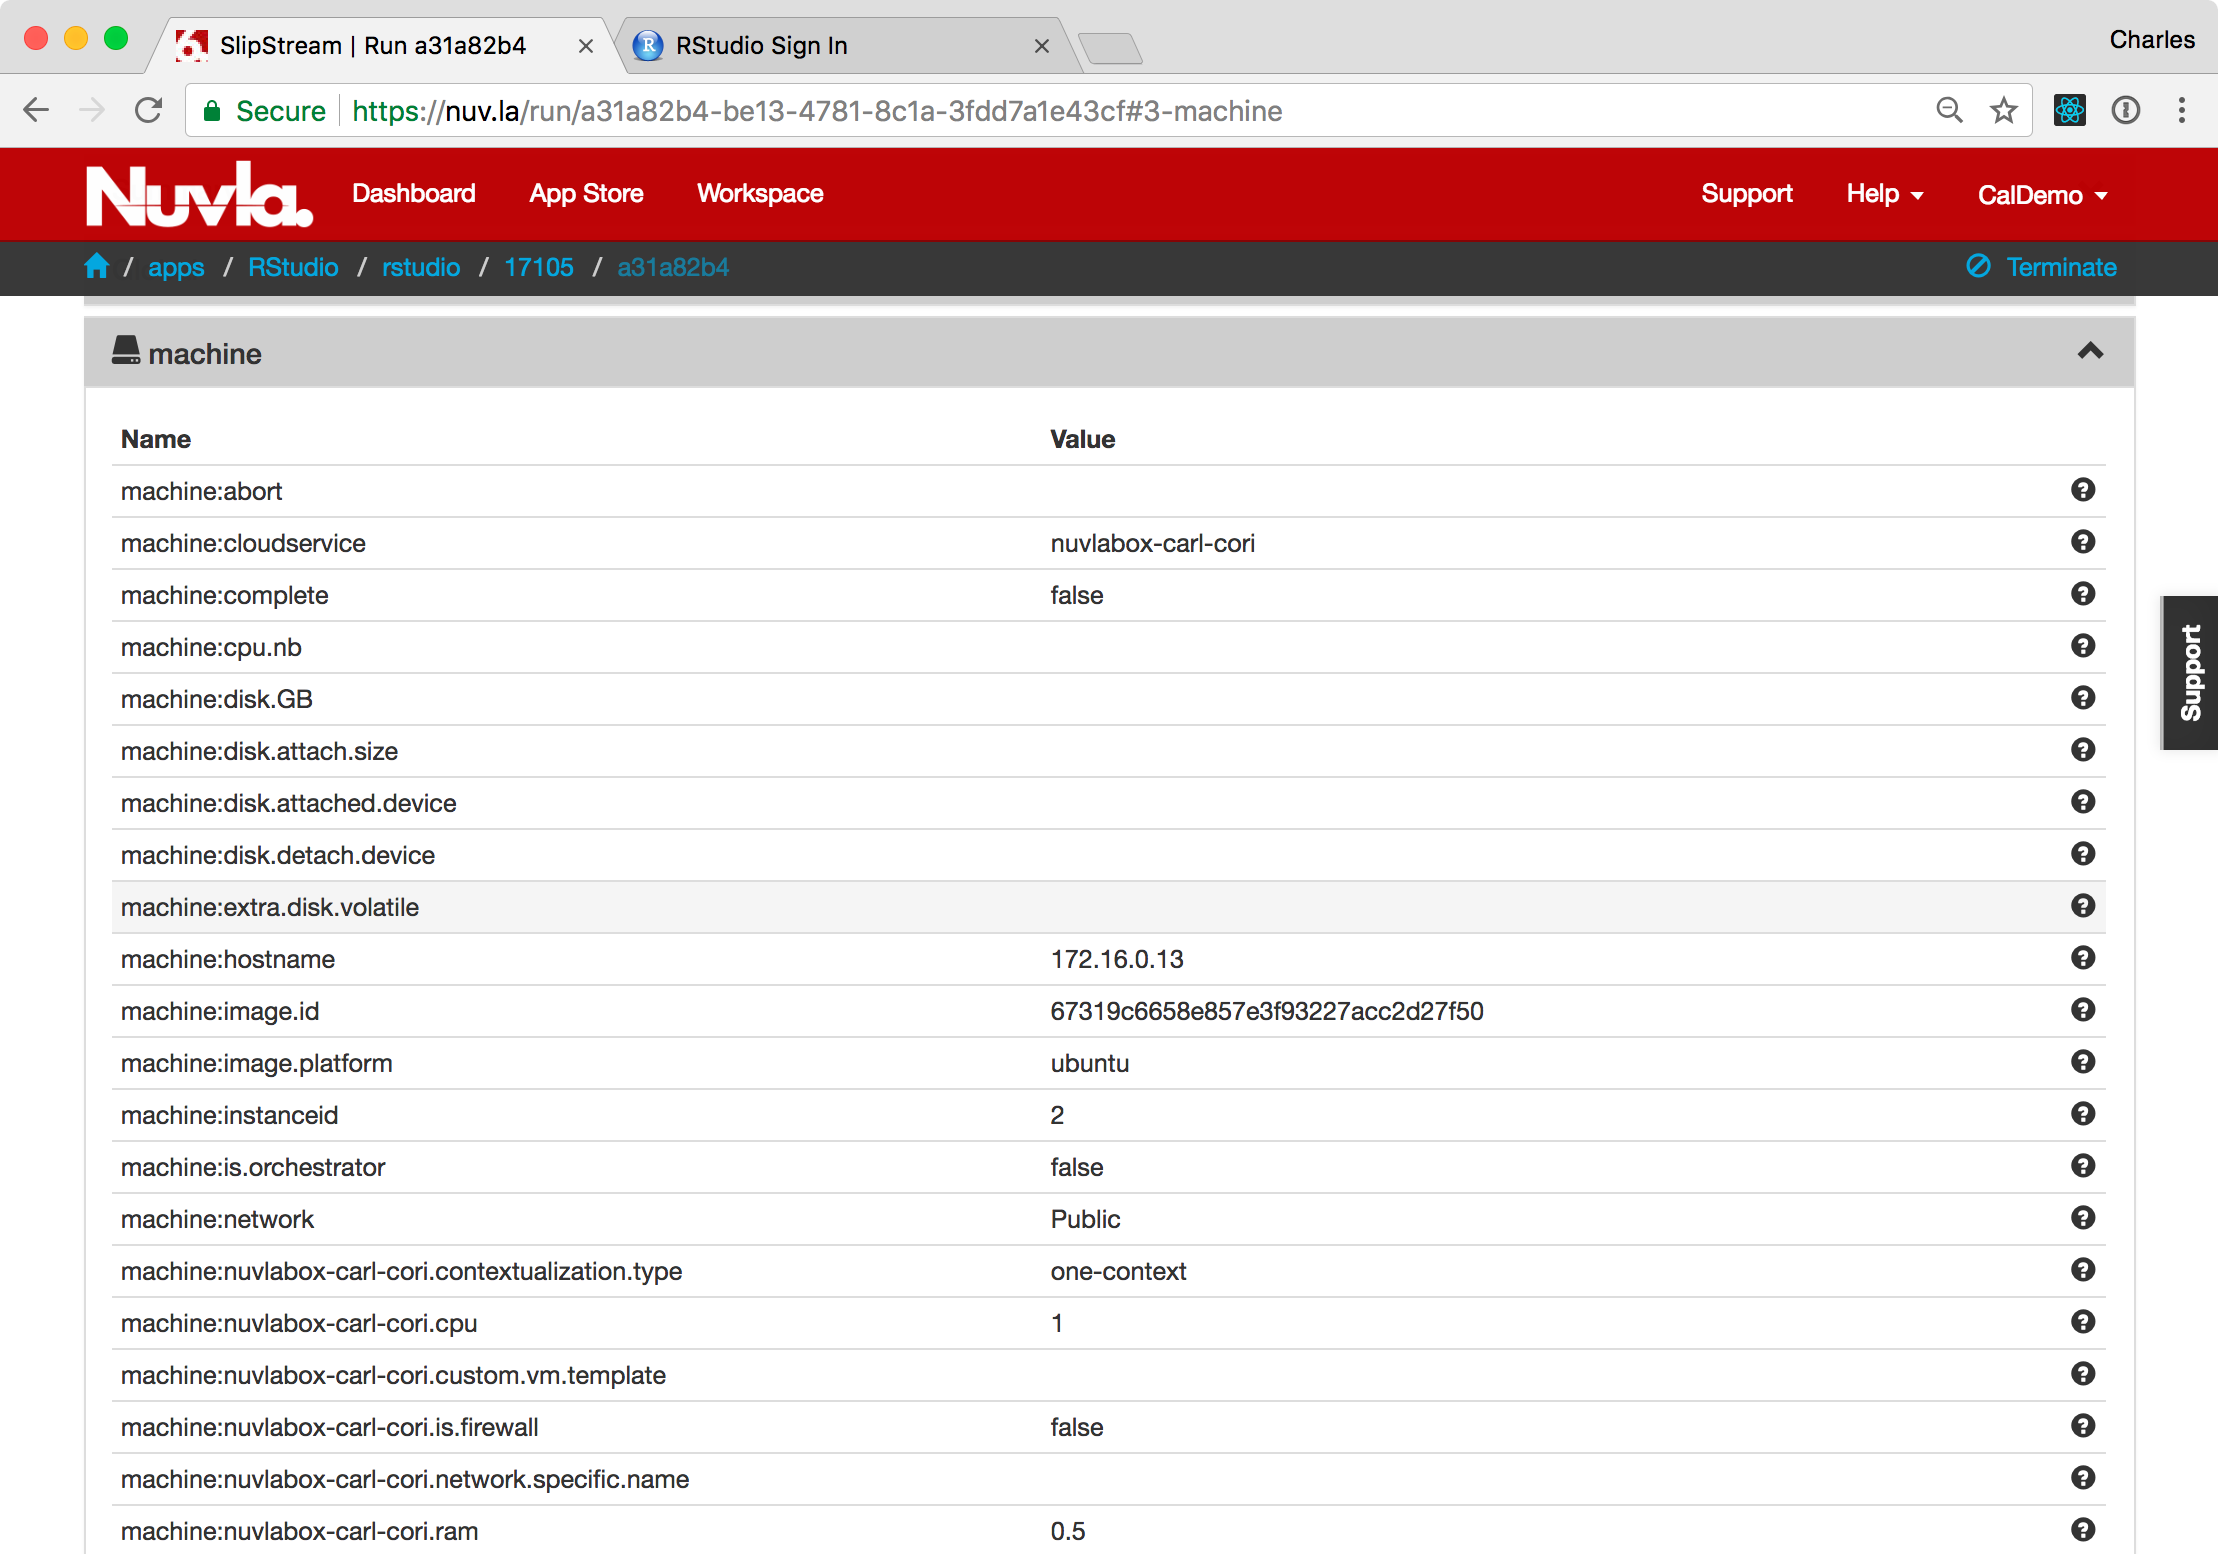 SlipStream | Run a31a82b4
RStudio Sign In
Charles
Secure https://nuv.la/run/a31a82b4-be13-4781-8c1a-3fdd7a1e43cf#3-machine
Nuvla. Dashboard App Store Workspace Support Help CalDemo
/ apps / RStudio / rstudio / 17105 / a31a82b4 Terminate
machine
Name Value
machine:abort
machine:cloudservice nuvlabox-carl-cori
machine:complete false
machine:cpu.nb
machine:disk.GB
machine:disk.attach.size
machine:disk.attached.device
machine:disk.detach.device
machine:extra.disk.volatile
machine:hostname 172.16.0.13
machine:image.id 67319c6658e857e3f93227acc2d27f50
machine:image.platform ubuntu
machine:instanceid 2
machine:is.orchestrator false
machine:network Public
machine:nuvlabox-carl-cori.contextualization.type one-context
machine:nuvlabox-carl-cori.cpu 1
machine:nuvlabox-carl-cori.custom.vm.template
machine:nuvlabox-carl-cori.is.firewall false
machine:nuvlabox-carl-cori.network.specific.name
machine:nuvlabox-carl-cori.ram 0.5
Support